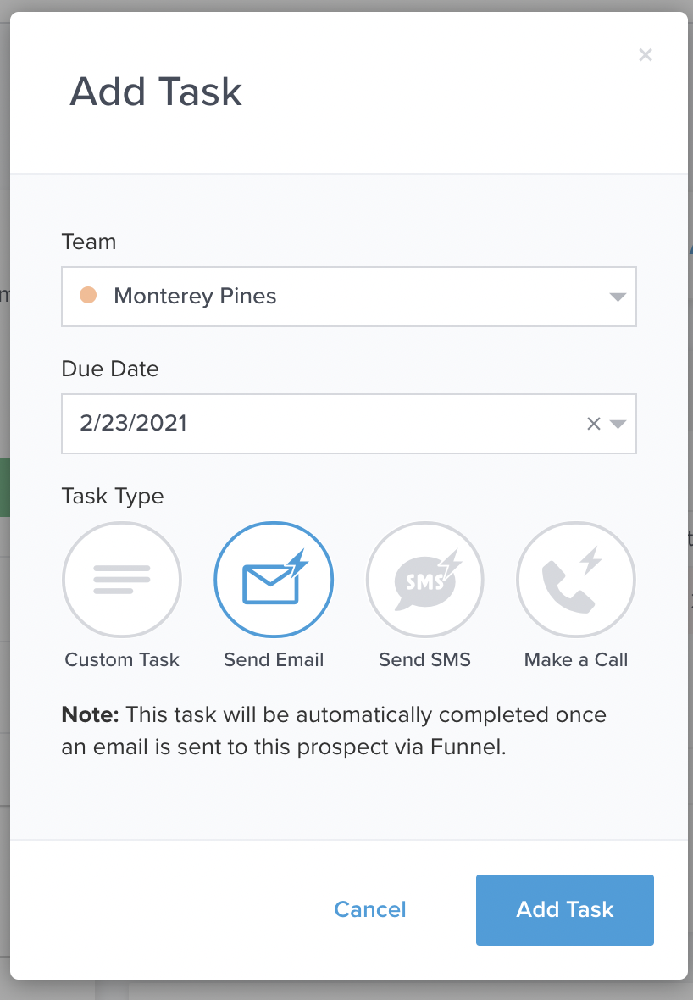 Add Task
Team
Monterey Pines
Due Date
2/23/2021
Task Type
SMS
Custom Task
Send Email
Send SMS
Make a Call
Note: This task will be automatically completed once
an email is sent to this prospect via Funnel.
Cancel
Add Task